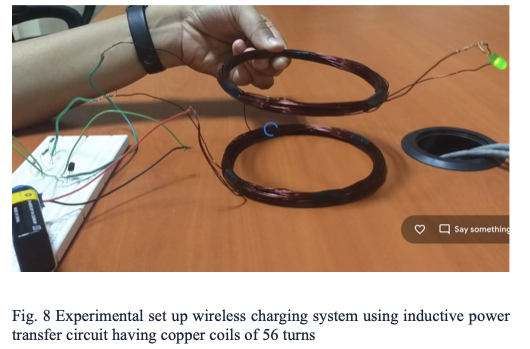 Say something
Fig. 8 Experimental set up wireless charging system using inductive power
transfer circuit having copper coils of 56 turns